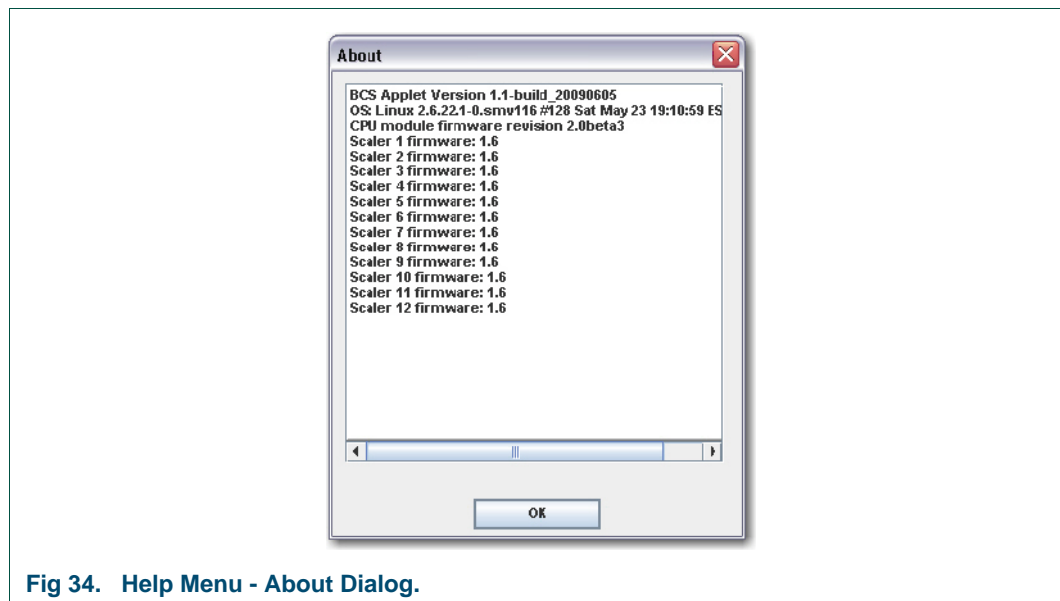 About
BCS Applet Version 1.1-build_20090605
OS: Linux 2.6.22.1-0.smv116 #128 Sat May 23 19:10:59 ES
CPU module firmware revision 2.0beta3
Scaler 1 firmware: 1.6
Scaler 2 firmware: 1.6
Scaler 3 firmware: 1.6
Scaler 4 firmware: 1.6
Scaler 5 firmware: 1.6
Scaler 6 firmware: 1.6
Scaler 7 firmware: 1.6
Scaler 8 firmware: 1.6
Scaler 9 firmware: 1.6
Scaler 10 firmware: 1.6
Scaler 11 firmware: 1.6
Scaler 12 firmware: 1.6
OK
Fig 34. Help Menu - About Dialog.